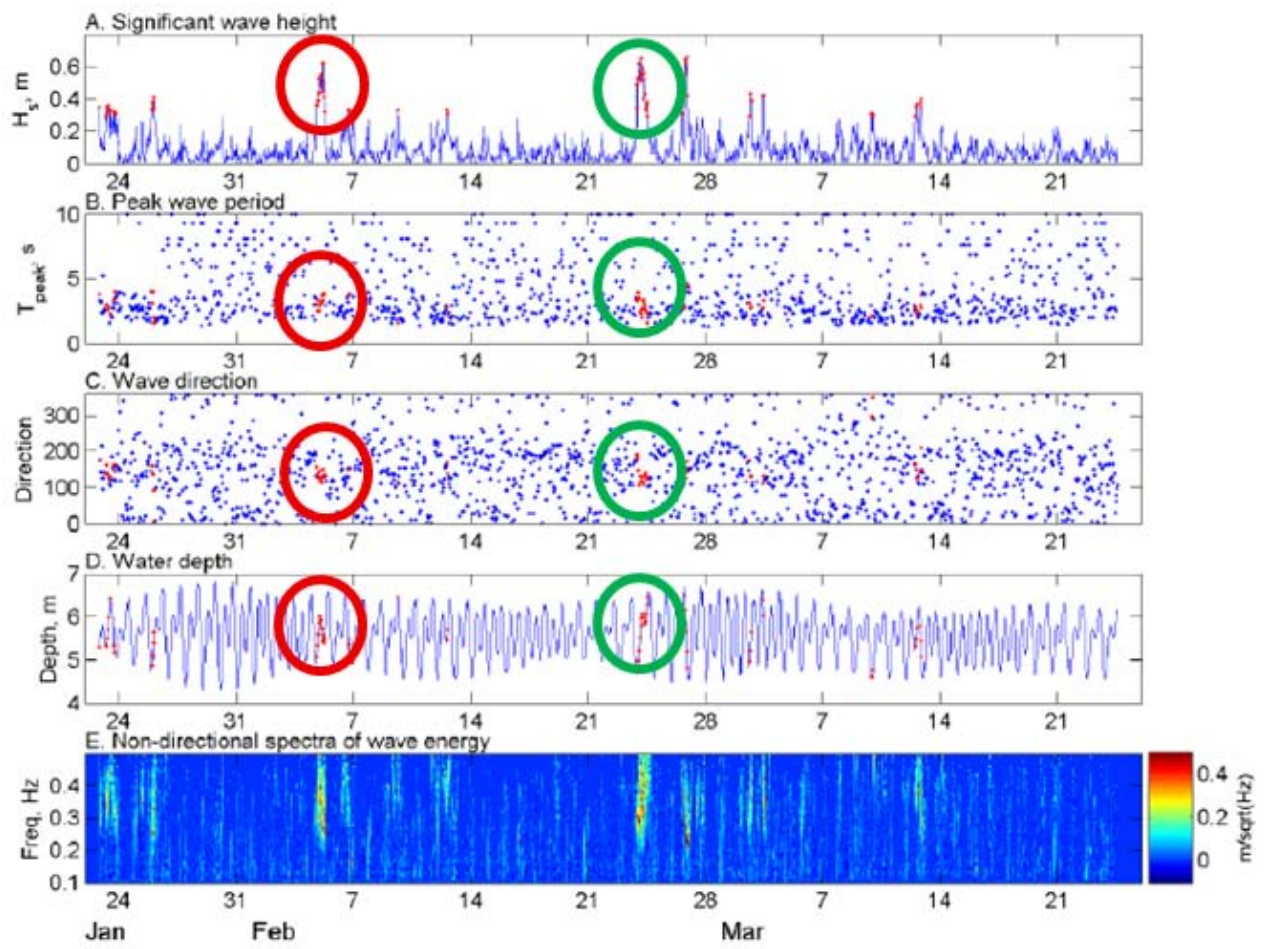 A. Significant wave height
Hs, m
0.6
0.4
0.2
0
24 31 7 14 21 28 7 14 21
B. Peak wave period
Tpeak, s
10
5
0
24 31 7 14 21 28 7 14 21
C. Wave direction
Direction
300
200
100
0
24 31 7 14 21 28 7 14 21
D. Water depth
Depth, m
7
6
5
4
24 31 7 14 21 28 7 14 21
E. Non-directional spectra of wave energy
Freq, Hz
0.4
0.3
0.2
0.1
24 31 7 14 21 28 7 14 21
Jan Feb Mar
0.4
0.2
0
m/sqrt(Hz)